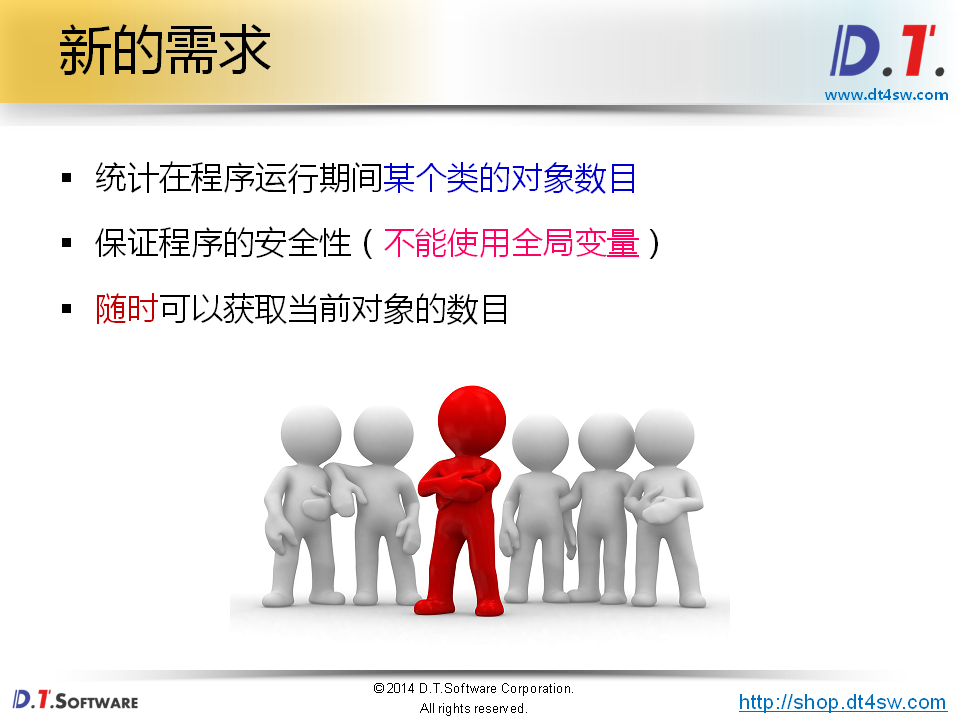 新的需求
D.T.
www.dt4sw.com
▪ 统计在程序运行期间某个类的对象数目
▪ 保证程序的安全性（不能使用全局变量）
▪ 随时可以获取当前对象的数目
D.T.SOFTWARE
©2014 D.T.Software Corporation.
All rights reserved.
http://shop.dt4sw.com